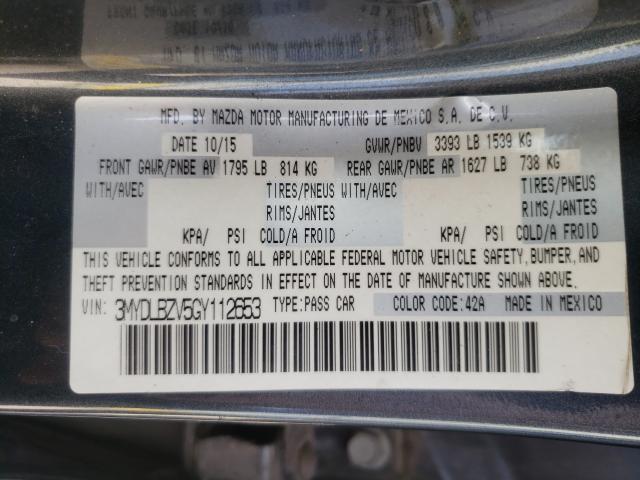 MFD. BY MAZDA MOTOR MANUFACTURING DE MEXICO S.A. DE C.V.
DATE 10/15 GVWR/PNBV 3393 LB 1539 KG
FRONT GAWR/PNBE AV 1795 LB 814 KG REAR GAWR/PNBE AR 1627 LB 738 KG
WITH/AVEC TIRES/PNEUS WITH/AVEC TIRES/PNEUS
RIMS/JANTES RIMS/JANTES
KPA/ PSI COLD/A FROID KPA/ PSI COLD/A FROID
THIS VEHICLE CONFORMS TO ALL APPLICABLE FEDERAL MOTOR VEHICLE SAFETY, BUMPER, AND
THEFT PREVENTION STANDARDS IN EFFECT ON THE DATE OF MANUFACTURE SHOWN ABOVE.
VIN: 3MYDLBZV5GY112653 TYPE:PASS CAR COLOR CODE:42A MADE IN MEXICO